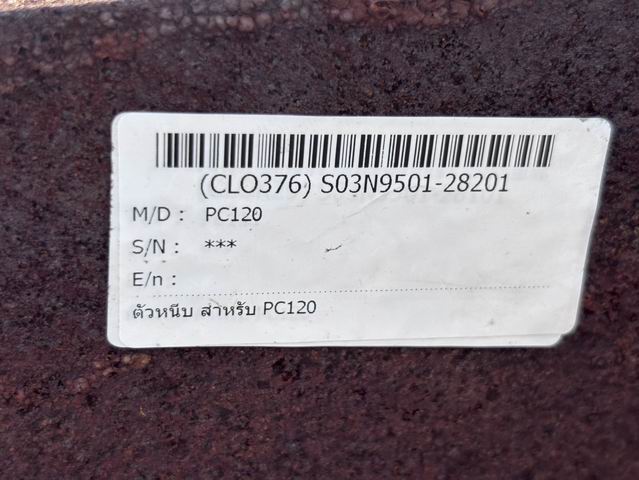 (CLO376) S03N9501-28201
M/D : PC120
S/N : ***
E/n :
ตัวหนีบ สำหรับ PC120